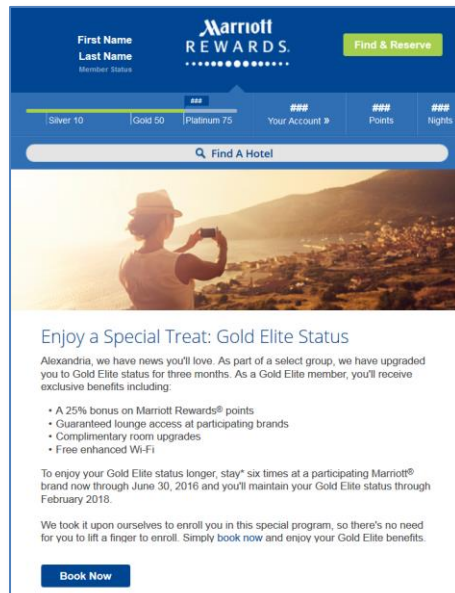 First Name
Last Name
Member Status
Marriott
REWARDS.
Find & Reserve
###
Silver 10
Gold 50
Platinum 75
###
Your Account »
###
Points
###
Nights
Find A Hotel
Enjoy a Special Treat: Gold Elite Status
Alexandria, we have news you'll love. As part of a select group, we have upgraded
you to Gold Elite status for three months. As a Gold Elite member, you'll receive
exclusive benefits including:
• A 25% bonus on Marriott Rewards® points
• Guaranteed lounge access at participating brands
• Complimentary room upgrades
• Free enhanced Wi-Fi
To enjoy your Gold Elite status longer, stay* six times at a participating Marriott®
brand now through June 30, 2016 and you'll maintain your Gold Elite status through
February 2018.
We took it upon ourselves to enroll you in this special program, so there's no need
for you to lift a finger to enroll. Simply book now and enjoy your Gold Elite benefits.
Book Now